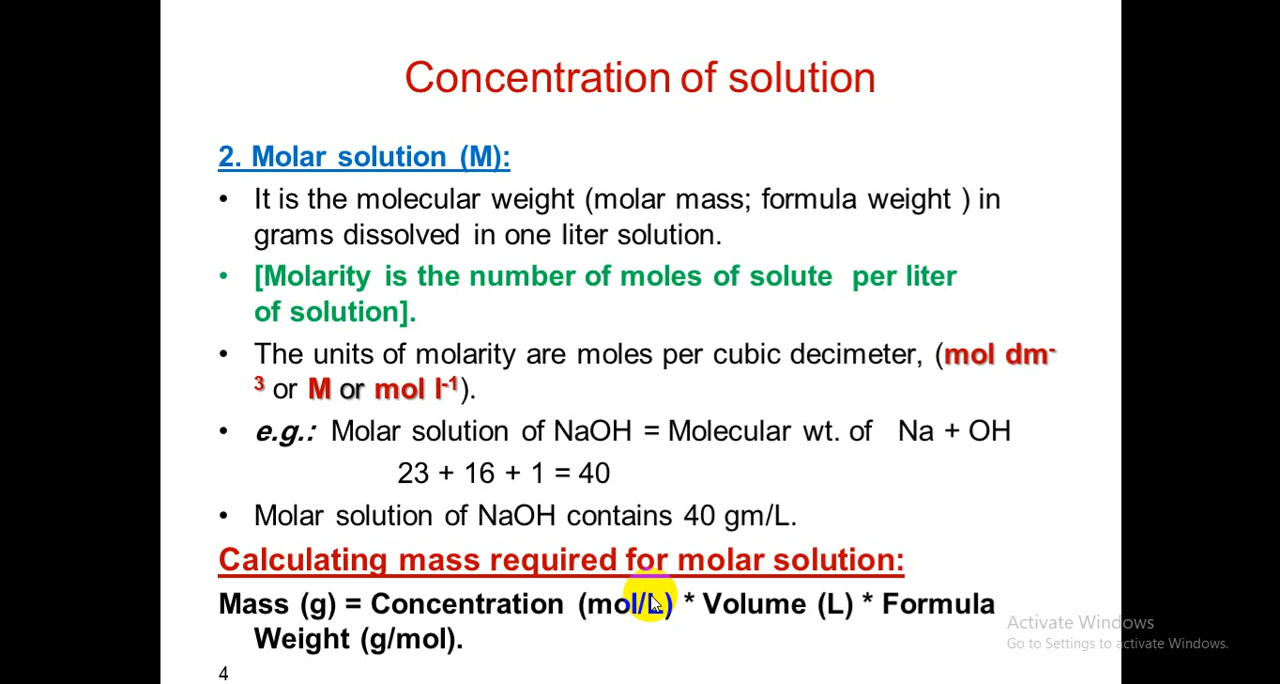 Concentration of solution
2. Molar solution (M):
• It is the molecular weight (molar mass; formula weight ) in
grams dissolved in one liter solution.
• [Molarity is the number of moles of solute per liter
of solution].
• The units of molarity are moles per cubic decimeter, (mol dm-
3 or M or mol l-1).
• e.g.: Molar solution of NaOH = Molecular wt. of Na + OH
23 + 16 + 1 = 40
• Molar solution of NaOH contains 40 gm/L.
Calculating mass required for molar solution:
Mass (g) = Concentration (mol/L) * Volume (L) * Formula
Weight (g/mol).
Activate Windows
Go to Settings to activate Windows.
4